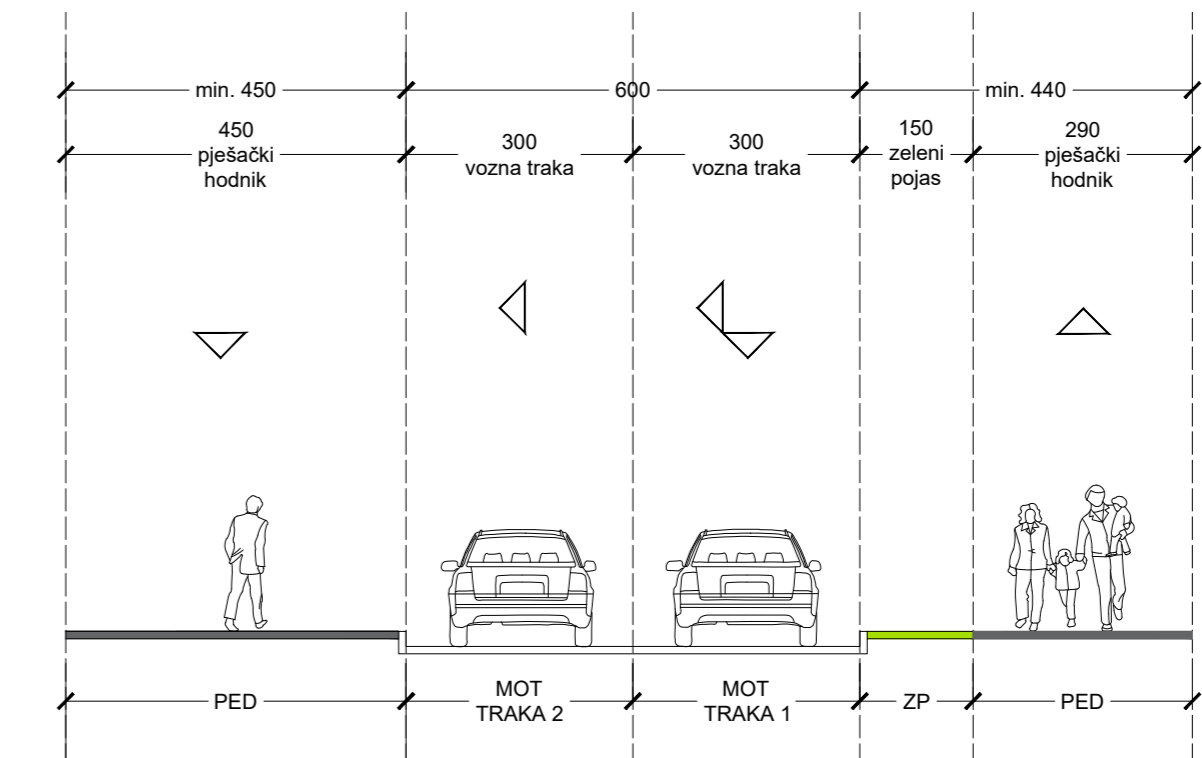 min. 450
600
min. 440
450
pješački
hodnik
300
vozna traka
300
vozna traka
150
zeleni
pojas
290
pješački
hodnik
PED
MOT
TRAKA 2
MOT
TRAKA 1
ZP
PED